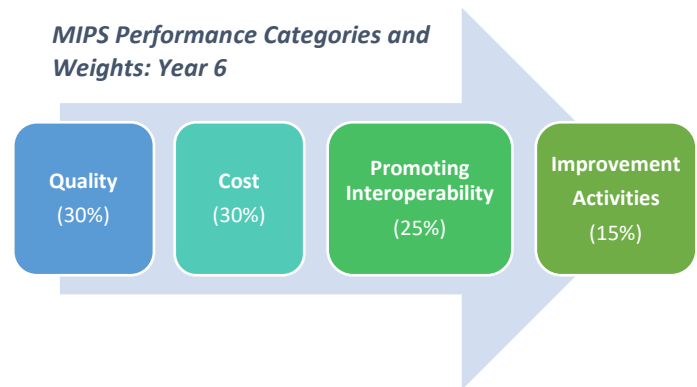 MIPS Performance Categories and
Weights: Year 6
Quality
(30%)
Cost
(30%)
Promoting
Interoperability
(25%)
Improvement
Activities
(15%)